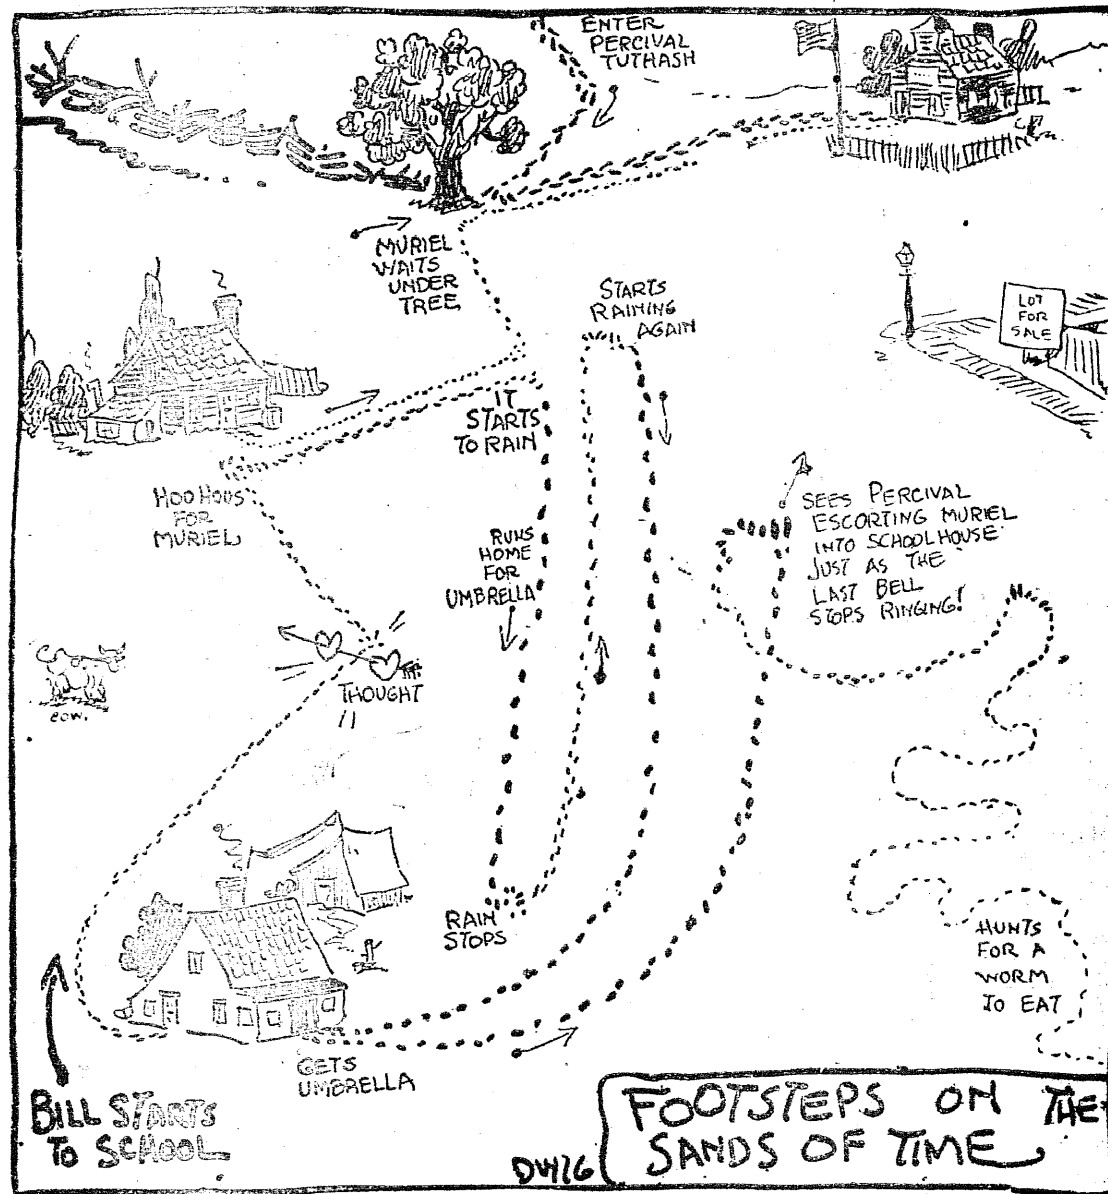 ENTER
PERCIVAL
TUTHASH
MURIEL
WAITS
UNDER
TREE
STARTS
RAINING
AGAIN
LOT
FOR
SALE
IT
STARTS
TO RAIN
HOO HOOS
FOR
MURIEL
RUNS
HOME
FOR
UMBRELLA
SEES PERCIVAL
ESCORTING MURIEL
INTO SCHOOLHOUSE
JUST AS THE
LAST BELL
STOPS RINGING!
COW.
THOUGHT
RAIN
STOPS
HUNTS
FOR A
WORM
TO EAT
GETS
UMBRELLA
BILL STARTS
TO SCHOOL
FOOTSTEPS ON THE
SANDS OF TIME